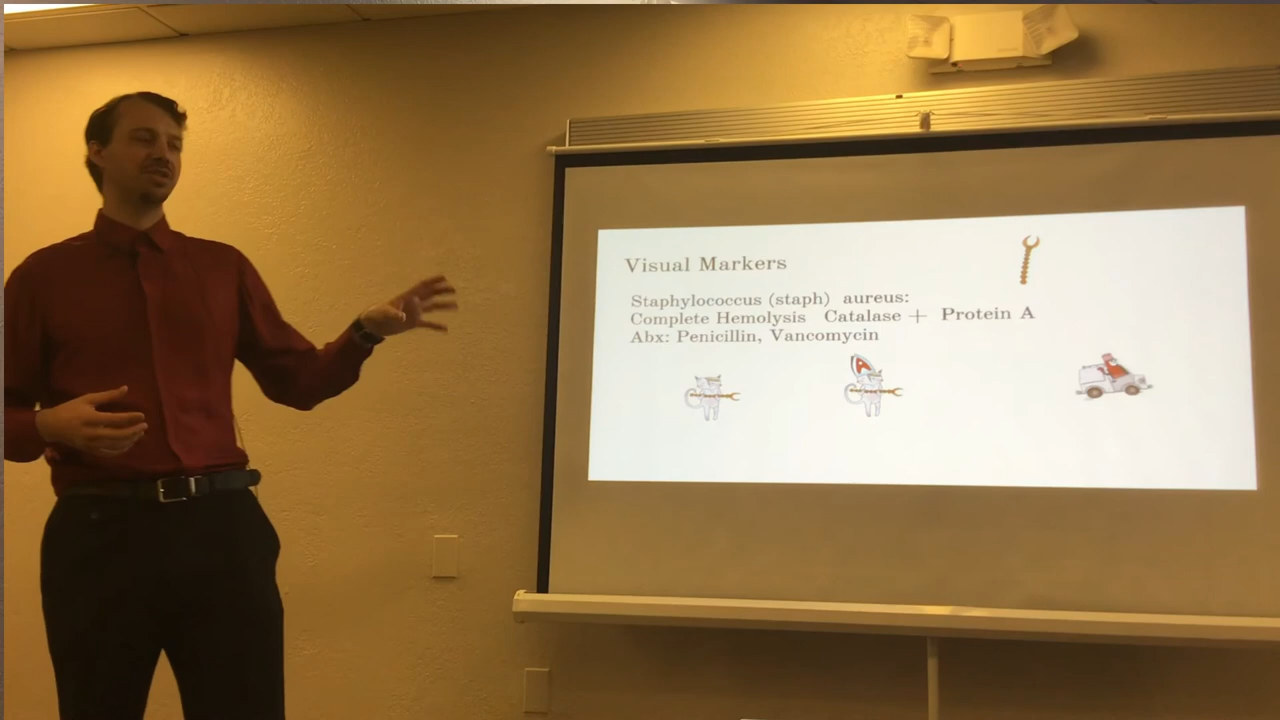 Visual Markers
Staphylococcus (staph) aureus:
Complete Hemolysis Catalase + Protein A
Abx: Penicillin, Vancomycin
A